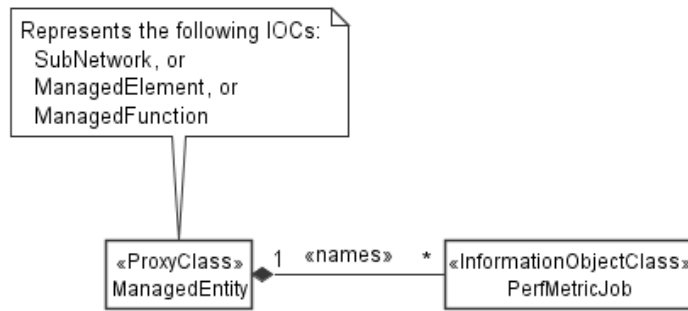 Represents the following IOCs:
SubNetwork, or
ManagedElement, or
ManagedFunction
«ProxyClass»
ManagedEntity
1 «names» *
«InformationObjectClass»
PerfMetricJob